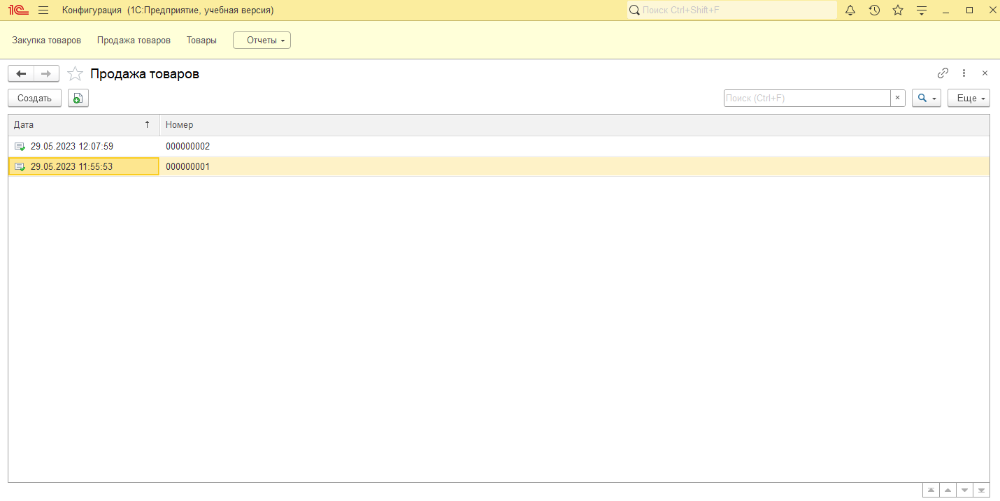 1С Конфигурация (1С:Предприятие, учебная версия) Поиск Ctrl+Shift+F
Закупка товаров Продажа товаров Товары Отчеты
Продажа товаров
Создать Поиск (Ctrl+F) × Еще
Дата ↑ Номер
29.05.2023 12:07:59 000000002
29.05.2023 11:55:53 000000001